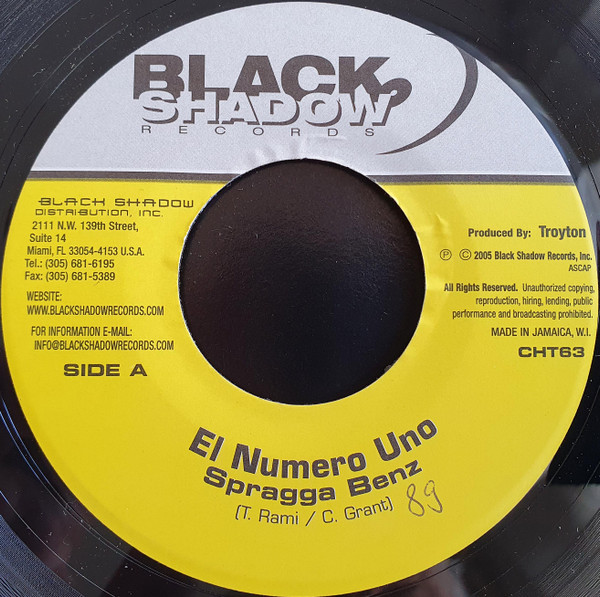 BLACK
SHADOW
RECORDS
BLACK SHADOW
DISTRIBUTION, INC.
2111 N.W. 139th Street,
Suite 14
Miami, FL 33054-4153 U.S.A.
Tel.: (305) 681-6195
Fax: (305) 681-5389
WEBSITE:
WWW.BLACKSHADOWRECORDS.COM
FOR INFORMATION E-MAIL:
INFO@BLACKSHADOWRECORDS.COM
SIDE A
Produced By: Troyton
℗ © 2005 Black Shadow Records, Inc.
ASCAP
All Rights Reserved. Unauthorized copying,
reproduction, hiring, lending, public
performance and broadcasting prohibited.
MADE IN JAMAICA, W.I.
CHT63
El Numero Uno
Spragga Benz
(T. Rami / C. Grant) 89